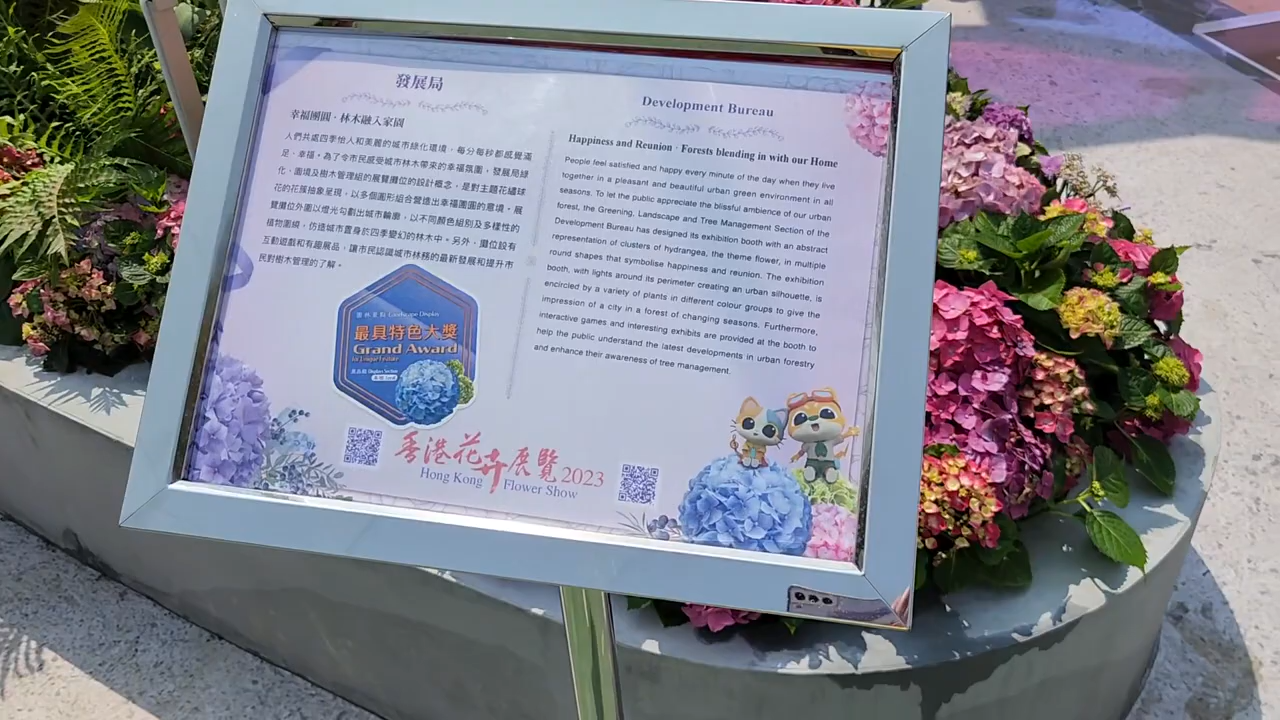 發展局
幸福團圓·林木融入家園
人們共處四季怡人和美麗的城市綠化環境，每分每秒都感覺滿
足、幸福。為了令市民感受城市林木帶來的幸福氛圍，發展局綠
化、園境及樹木管理組的展覽攤位的設計概念，是對主題花繡球
花的花簇抽象呈現，以多個圓形組合營造出幸福團圓的意境。展
覽攤位外圍以燈光勾劃出城市輪廓，以不同顏色組別及多樣性的
植物圍繞，仿造城市置身於四季變幻的林木中。另外，攤位設有
互動遊戲和有趣展品，讓市民認識城市林務的最新發展和提升市
民對樹木管理的了解。
園林景點 Landscape Display
最具特色大獎
Grand Award
for Unique Feature
展品組 Displays Section
本地 Local
Development Bureau
Happiness and Reunion · Forests blending in with our Home
People feel satisfied and happy every minute of the day when they live
together in a pleasant and beautiful urban green environment in all
seasons. To let the public appreciate the blissful ambience of our urban
forest, the Greening, Landscape and Tree Management Section of the
Development Bureau has designed its exhibition booth with an abstract
representation of clusters of hydrangea, the theme flower, in multiple
round shapes that symbolise happiness and reunion. The exhibition
booth, with lights around its perimeter creating an urban silhouette, is
encircled by a variety of plants in different colour groups to give the
impression of a city in a forest of changing seasons. Furthermore,
interactive games and interesting exhibits are provided at the booth to
help the public understand the latest developments in urban forestry
and enhance their awareness of tree management.
香港花卉展覽2023
Hong Kong Flower Show